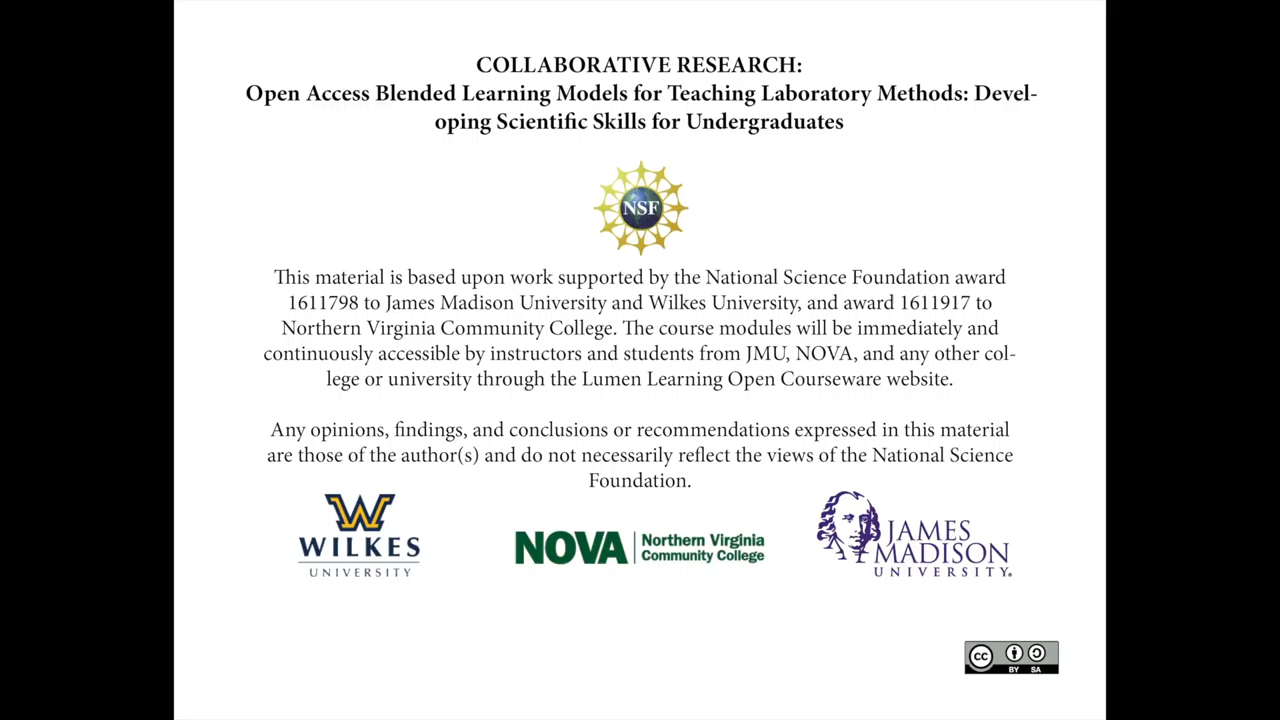 COLLABORATIVE RESEARCH:
Open Access Blended Learning Models for Teaching Laboratory Methods: Devel-
oping Scientific Skills for Undergraduates
NSF
This material is based upon work supported by the National Science Foundation award
1611798 to James Madison University and Wilkes University, and award 1611917 to
Northern Virginia Community College. The course modules will be immediately and
continuously accessible by instructors and students from JMU, NOVA, and any other col-
lege or university through the Lumen Learning Open Courseware website.
Any opinions, findings, and conclusions or recommendations expressed in this material
are those of the author(s) and do not necessarily reflect the views of the National Science
Foundation.
W
WILKES
UNIVERSITY
NOVA
Northern Virginia
Community College
JAMES
MADISON
UNIVERSITY.
cc
BY SA